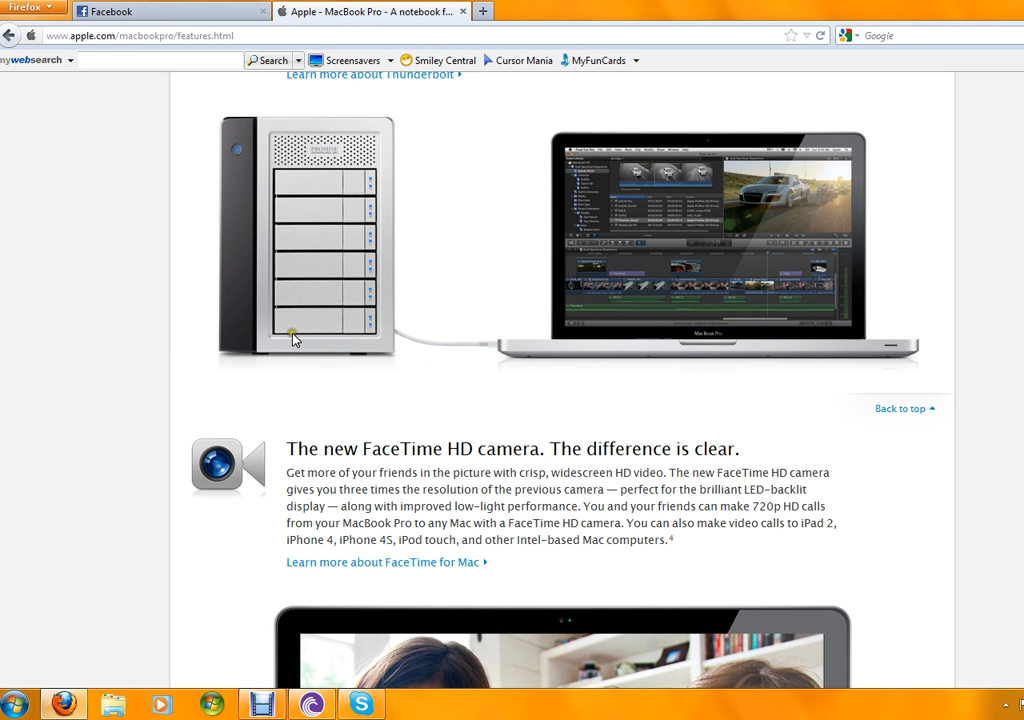 Firefox
Facebook
Apple - MacBook Pro - A notebook f...
www.apple.com/macbookpro/features.html
Google
mywebsearch
Search
Screensavers
Smiley Central
Cursor Mania
MyFunCards
Learn more about Thunderbolt
PROMISE
MacBook Pro
Back to top
The new FaceTime HD camera. The difference is clear.
Get more of your friends in the picture with crisp, widescreen HD video. The new FaceTime HD camera
gives you three times the resolution of the previous camera — perfect for the brilliant LED-backlit
display — along with improved low-light performance. You and your friends can make 720p HD calls
from your MacBook Pro to any Mac with a FaceTime HD camera. You can also make video calls to iPad 2,
iPhone 4, iPhone 4S, iPod touch, and other Intel-based Mac computers.4
Learn more about FaceTime for Mac